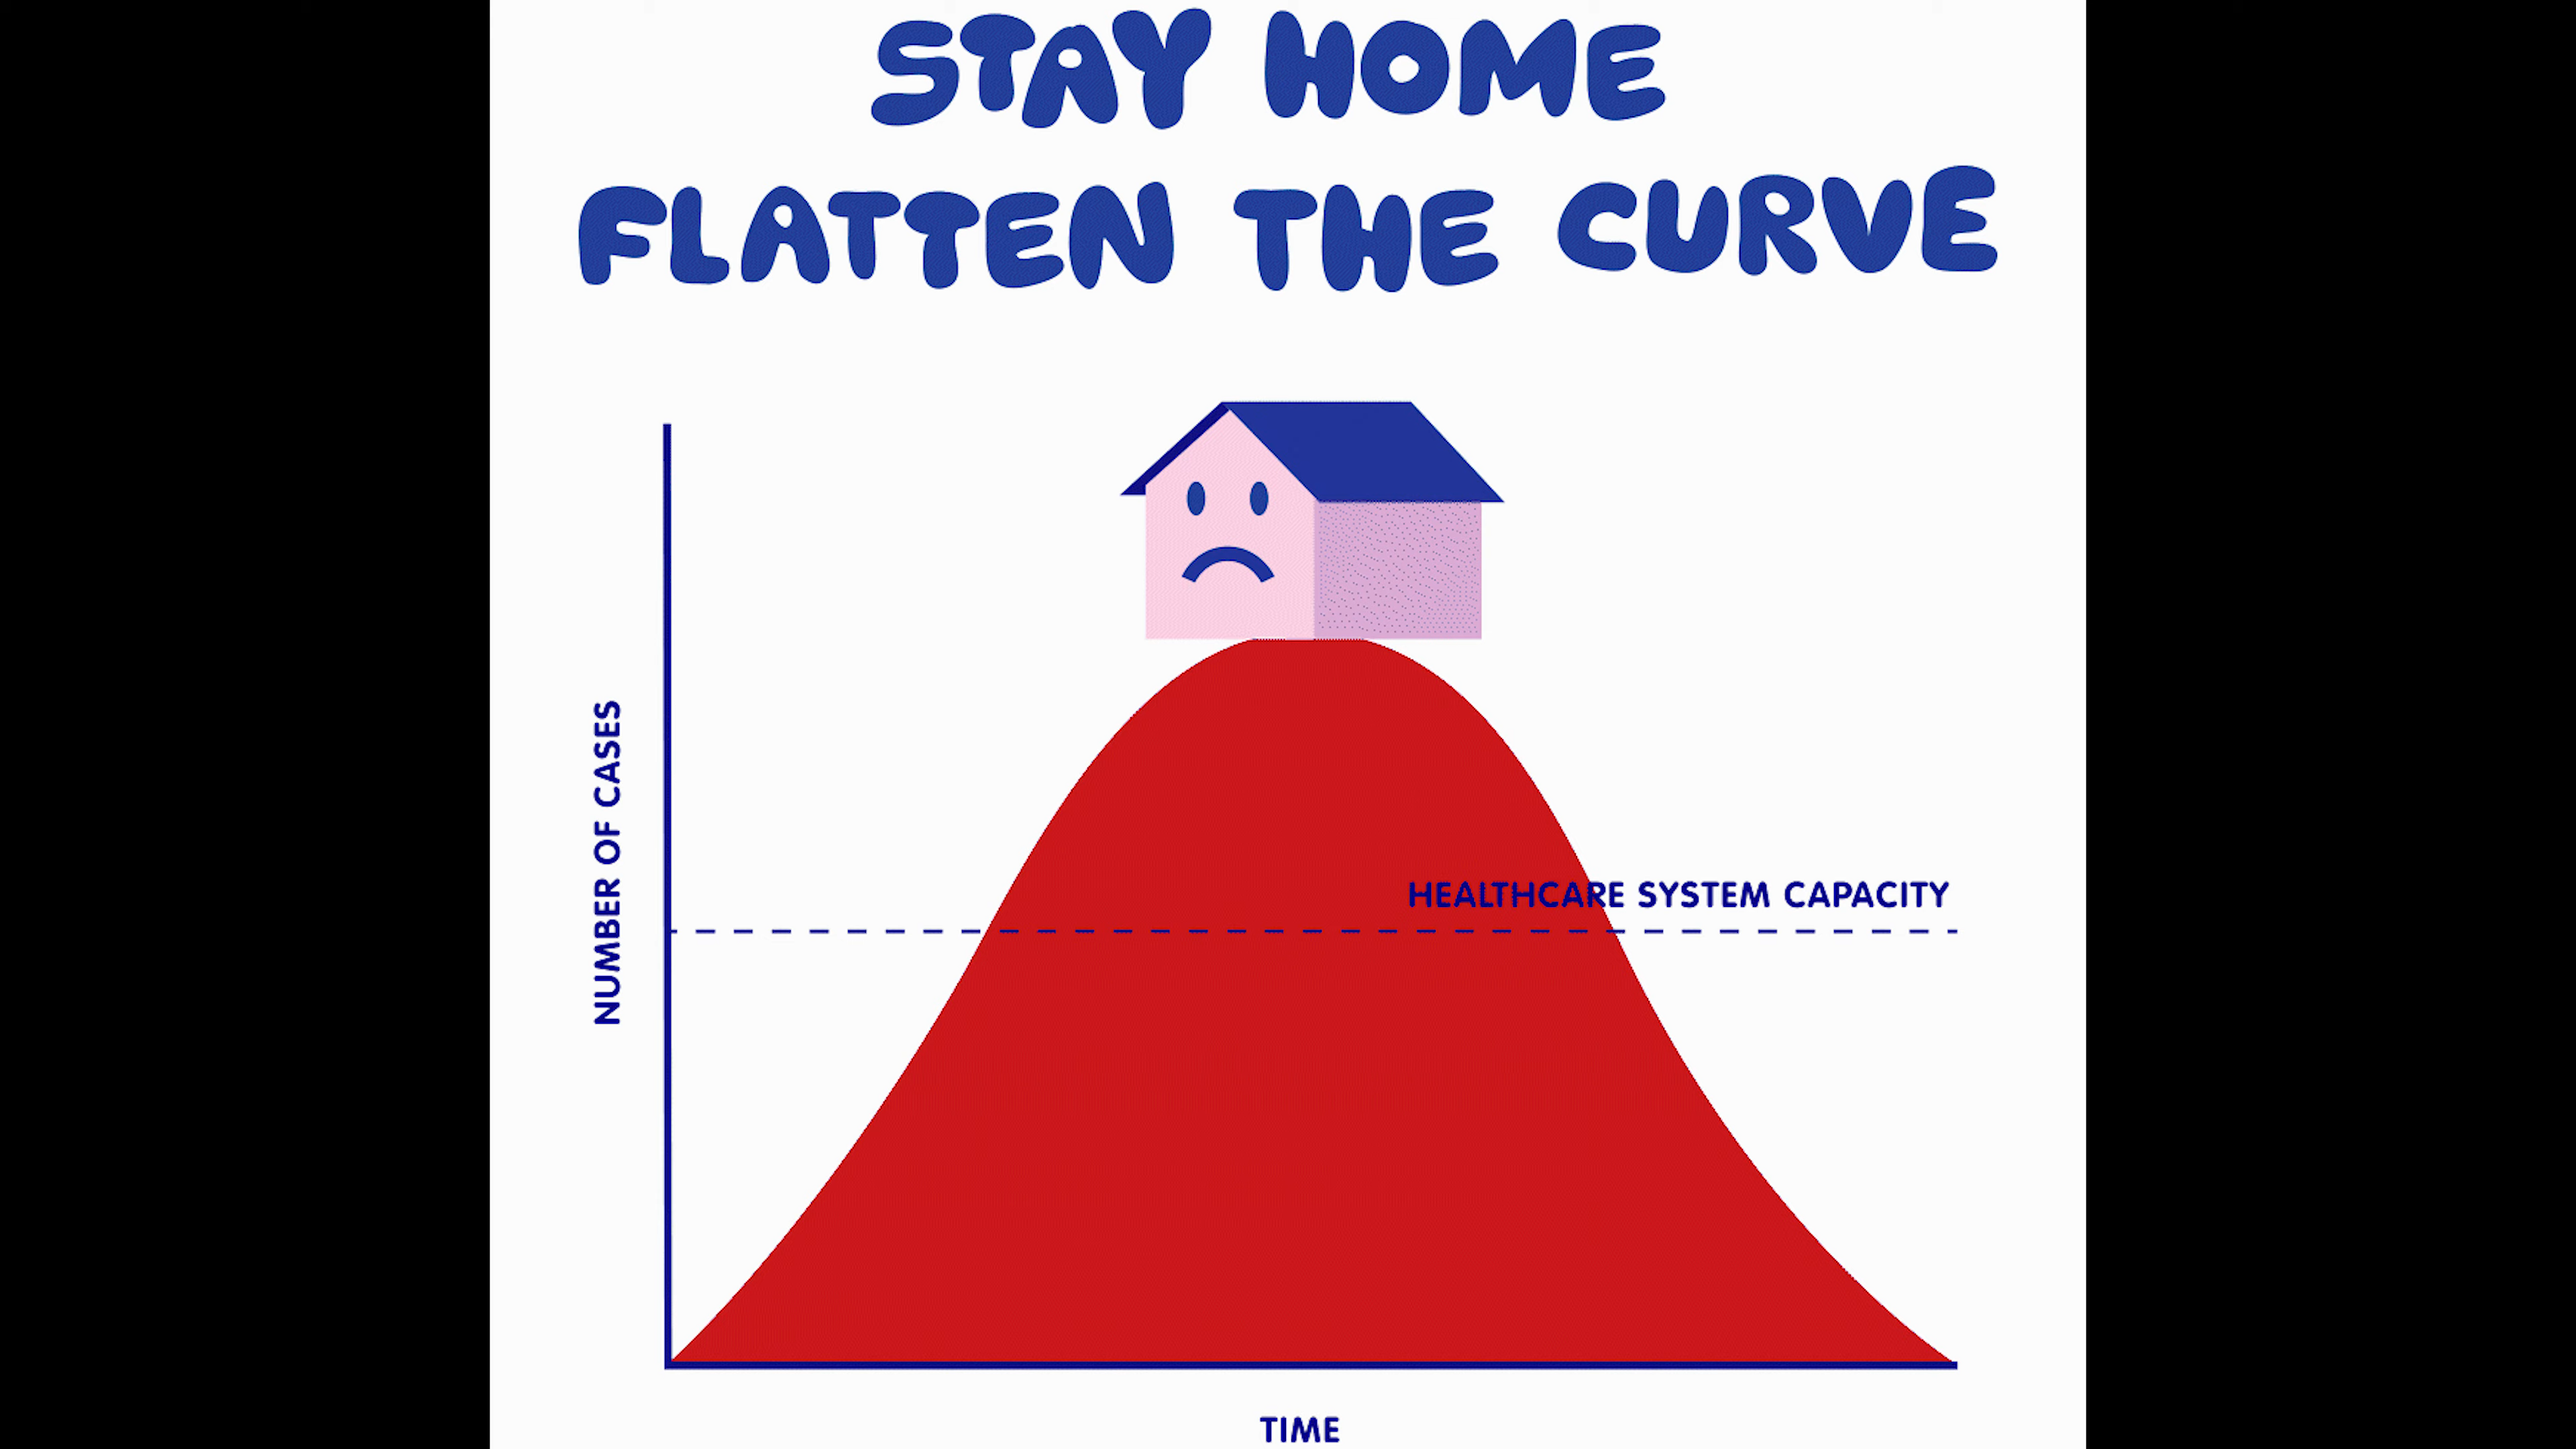 STAY HOME
FLATTEN THE CURVE
NUMBER OF CASES
HEALTHCARE SYSTEM CAPACITY
TIME